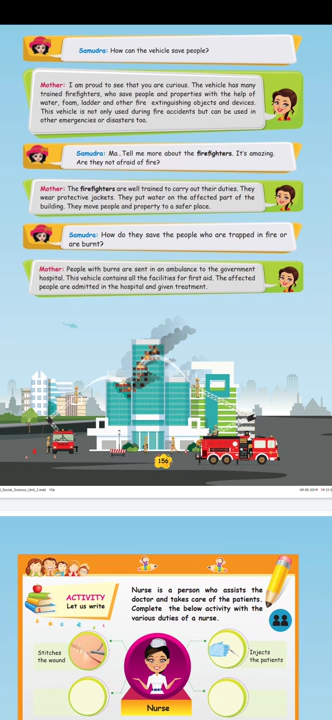 Samudra: How can the vehicle save people?
Mother: I am proud to see that you are curious. The vehicle has many
trained firefighters, who save people and properties with the help of
water, foam, ladder and other fire extinguishing objects and devices.
This vehicle is not only used during fire accidents but can be used in
other emergencies or disasters too.
Samudra: Ma...Tell me more about the firefighters. It's amazing.
Are they not afraid of fire?
Mother: The firefighters are well trained to carry out their duties. They
wear protective jackets. They put water on the affected part of the
building. They move people and property to a safer place.
Samudra: How do they save the people who are trapped in fire or
are burnt?
Mother: People with burns are sent in an ambulance to the government
hospital. This vehicle contains all the facilities for first aid. The affected
people are admitted in the hospital and given treatment.
156
ACTIVITY
Let us write
Nurse is a person who assists the
doctor and takes care of the patients.
Complete the below activity with the
various duties of a nurse.
Stitches
the wound
Injects
the patients
Nurse